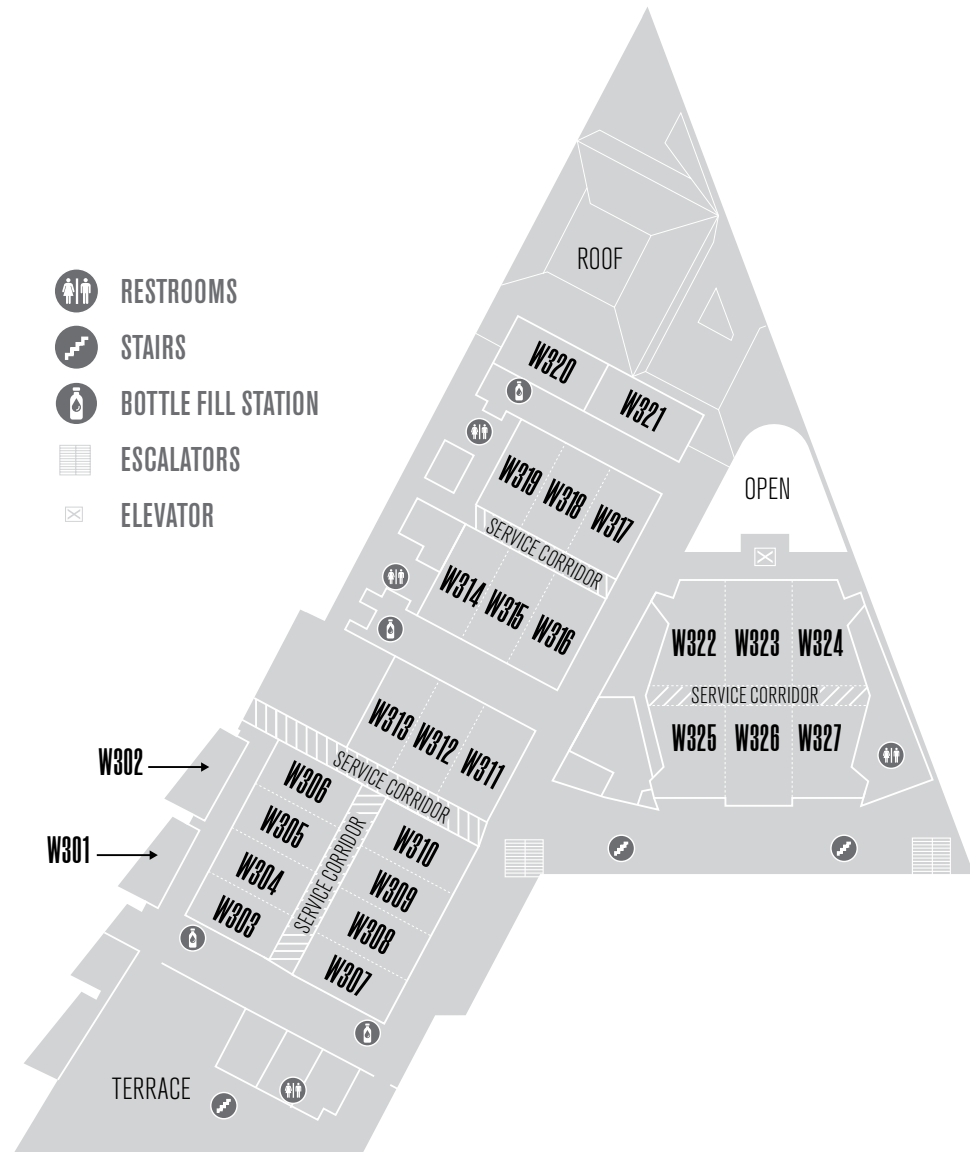 RESTROOMS
STAIRS
BOTTLE FILL STATION
ESCALATORS
ELEVATOR
ROOF
W320
W321
OPEN
W319
W318
W317
SERVICE CORRIDOR
W314
W315
W316
W322
W323
W324
SERVICE CORRIDOR
W325
W326
W327
W313
W312
W311
SERVICE CORRIDOR
W302
W301
W306
W305
W304
W303
SERVICE CORRIDOR
W310
W309
W308
W307
TERRACE